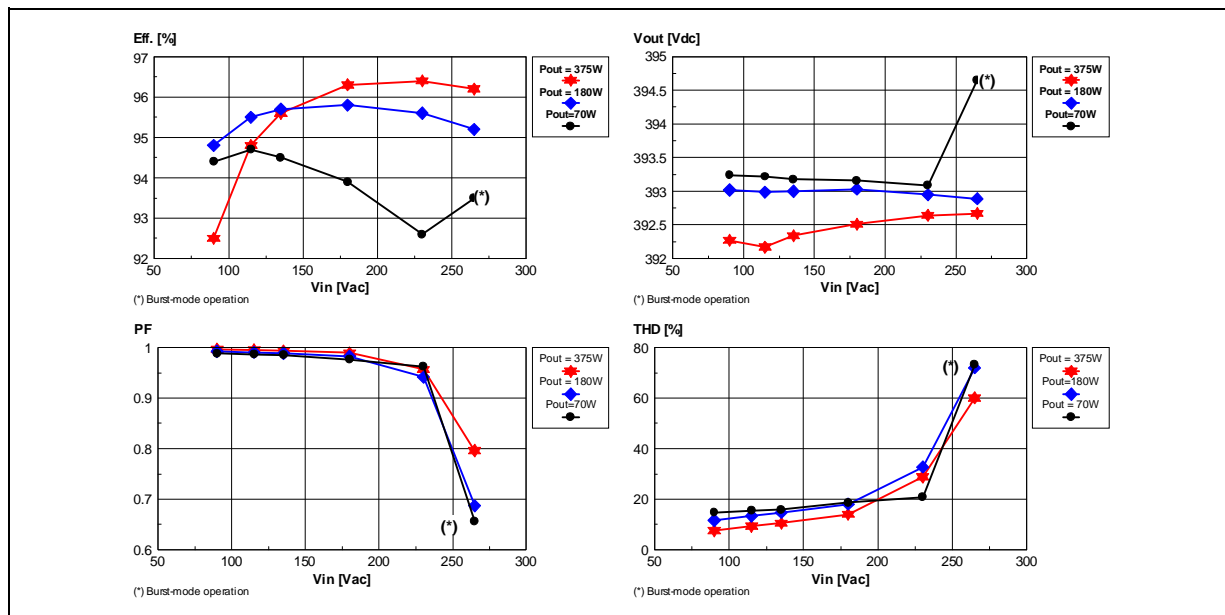 Eff. [%]
97
96
95
94
93
92
50
100
150
200
250
300
Vin [Vac]
(*)
(*) Burst-mode operation
Pout = 375W
Pout = 180W
Pout=70W
Vout [Vdc]
395
394.5
394
393.5
393
392.5
392
50
100
150
200
250
300
Vin [Vac]
(*)
(*) Burst-mode operation
Pout = 375W
Pout = 180W
Pout=70W
PF
1
0.9
0.8
0.7
0.6
50
100
150
200
250
300
Vin [Vac]
(*)
(*) Burst-mode operation
Pout = 375W
Pout = 180W
Pout=70W
THD [%]
80
60
40
20
0
50
100
150
200
250
300
Vin [Vac]
(*)
(*) Burst-mode operation
Pout = 375W
Pout=180W
Pout = 70W